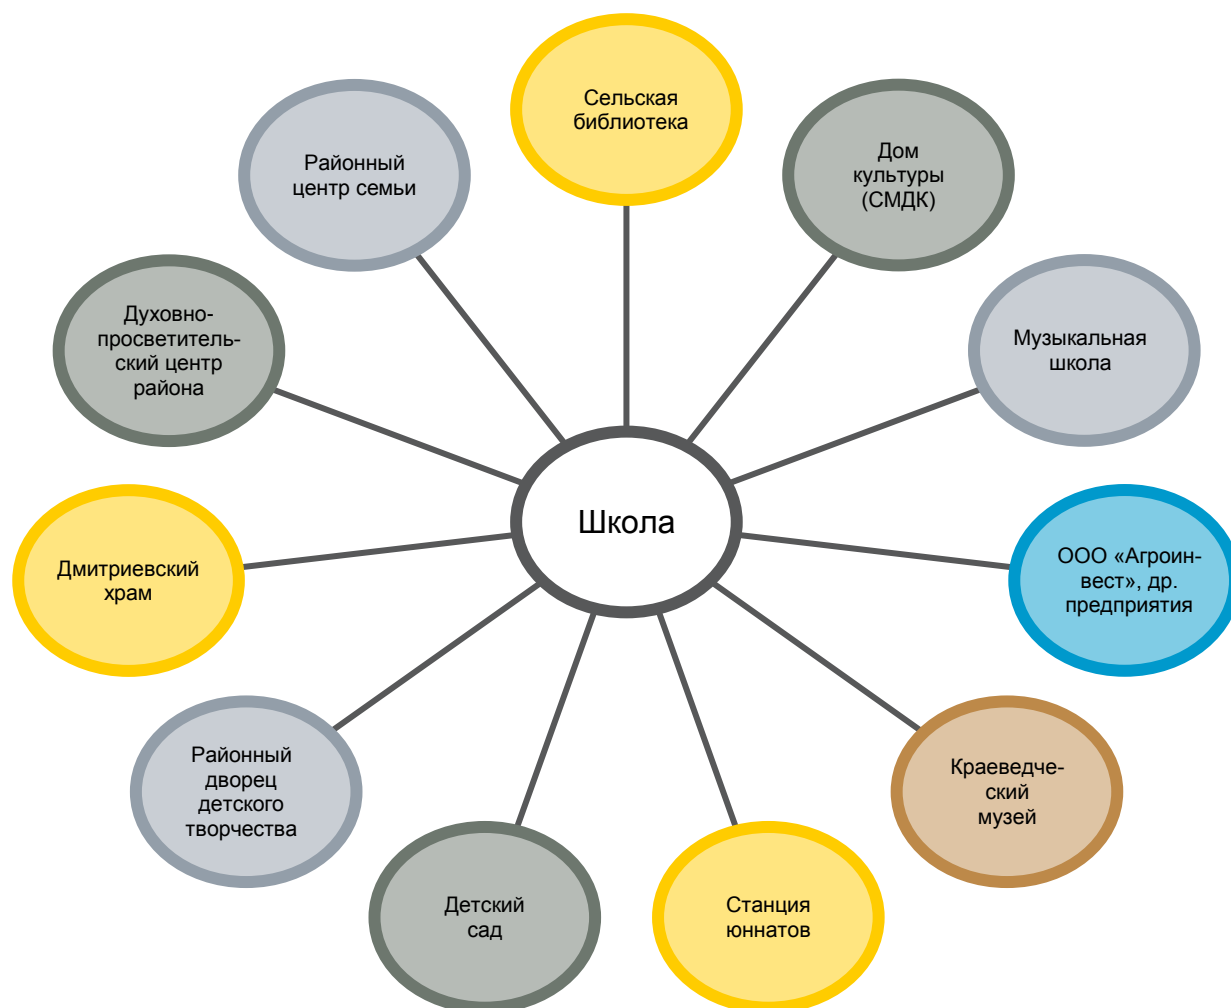 Сельская
библиотека
Дом
культуры
(СМДК)
Музыкальная
школа
ООО «Агроин-
вест», др.
предприятия
Краеведче-
ский
музей
Станция
юннатов
Детский
сад
Районный
дворец
детского
творчества
Дмитриевский
храм
Духовно-
просветитель-
ский центр
района
Районный
центр семьи
Школа